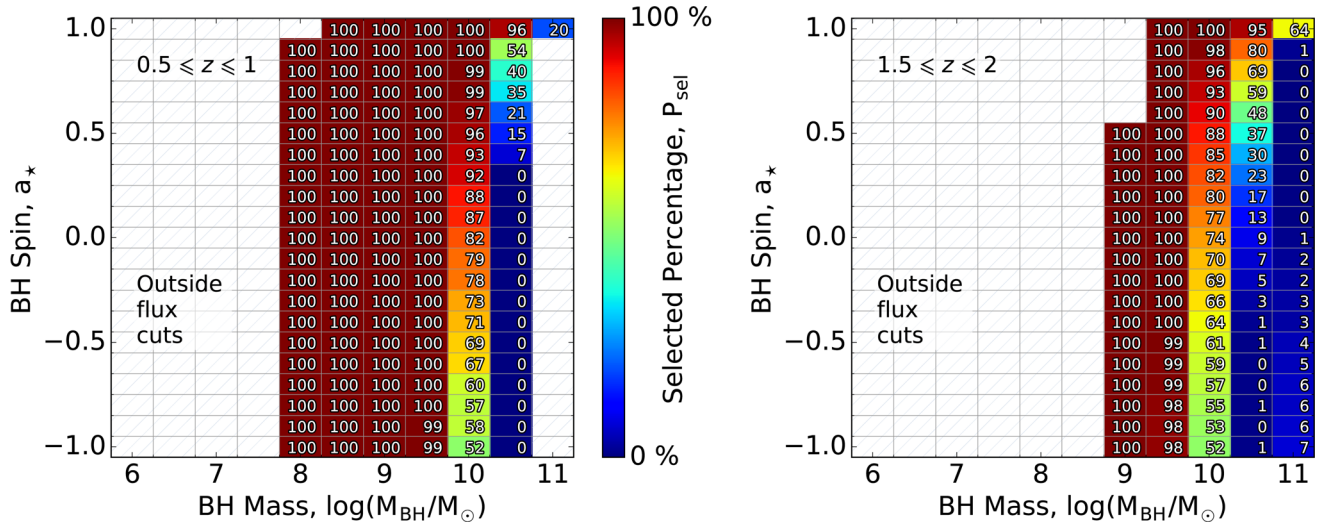 BH Spin, a⋆
1.0 100 100 100 100 96 20
100 100 100 100 100 54
0.5 ⩽ z ⩽ 1 100 100 100 100 99 40
100 100 100 100 99 35
100 100 100 100 97 21
0.5 100 100 100 100 96 15
100 100 100 100 93 7
100 100 100 100 92 0
100 100 100 100 88 0
100 100 100 100 87 0
0.0 100 100 100 100 82 0
100 100 100 100 79 0
Outside 100 100 100 100 78 0
flux 100 100 100 100 73 0
cuts 100 100 100 100 71 0
−0.5 100 100 100 100 69 0
100 100 100 100 67 0
100 100 100 100 60 0
100 100 100 100 57 0
100 100 100 99 58 0
−1.0 100 100 100 99 52 0
6 7 8 9 10 11
BH Mass, log(M_BH/M_☉)
100 %
Selected Percentage, P_sel
0 %
BH Spin, a⋆
1.0 100 100 95 64
100 98 80 1
1.5 ⩽ z ⩽ 2 100 96 69 0
100 93 59 0
100 90 48 0
0.5 100 100 88 37 0
100 100 85 30 0
100 100 82 23 0
100 100 80 17 0
100 100 77 13 0
0.0 100 100 74 9 1
100 100 70 7 2
Outside 100 100 69 5 2
flux 100 100 66 3 3
cuts 100 100 64 1 3
−0.5 100 99 61 1 4
100 99 59 0 5
100 99 57 0 6
100 98 55 1 6
100 98 53 0 6
−1.0 100 98 52 1 7
6 7 8 9 10 11
BH Mass, log(M_BH/M_☉)